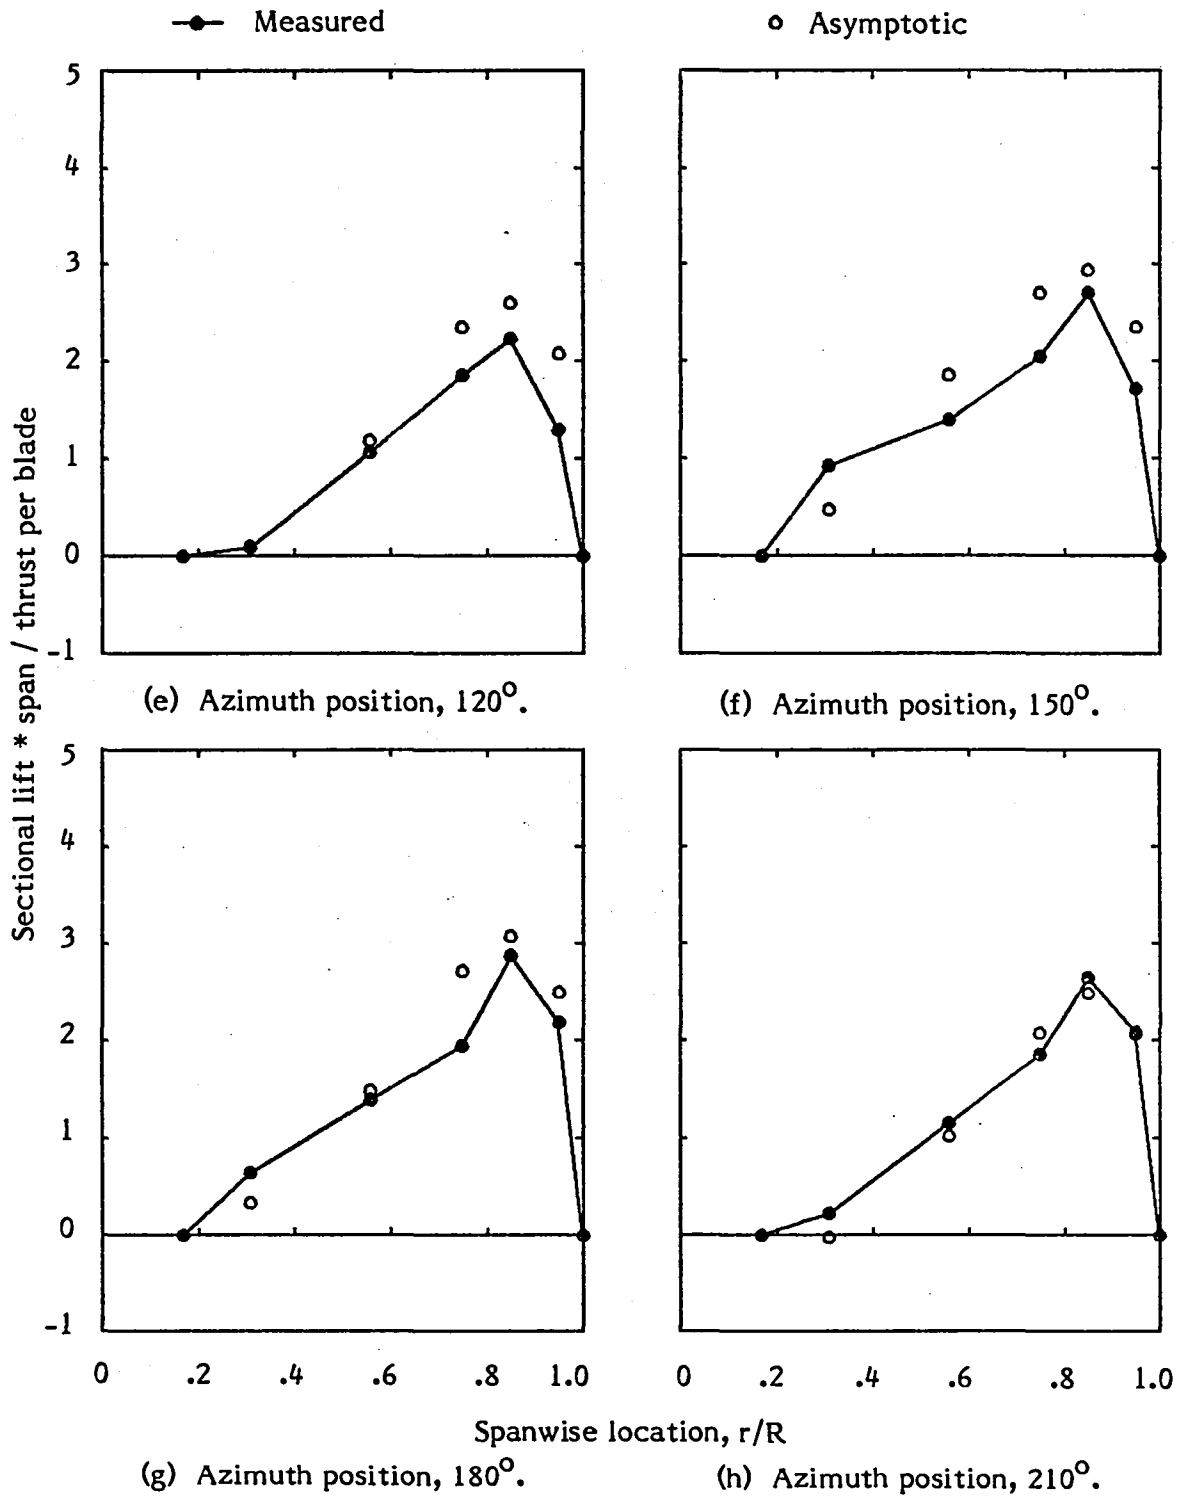 Measured
Asymptotic
Sectional lift * span / thrust per blade
5
4
3
2
1
0
-1
(e) Azimuth position, 120°.
(f) Azimuth position, 150°.
5
4
3
2
1
0
-1
0 .2 .4 .6 .8 1.0
0 .2 .4 .6 .8 1.0
Spanwise location, r/R
(g) Azimuth position, 180°.
(h) Azimuth position, 210°.